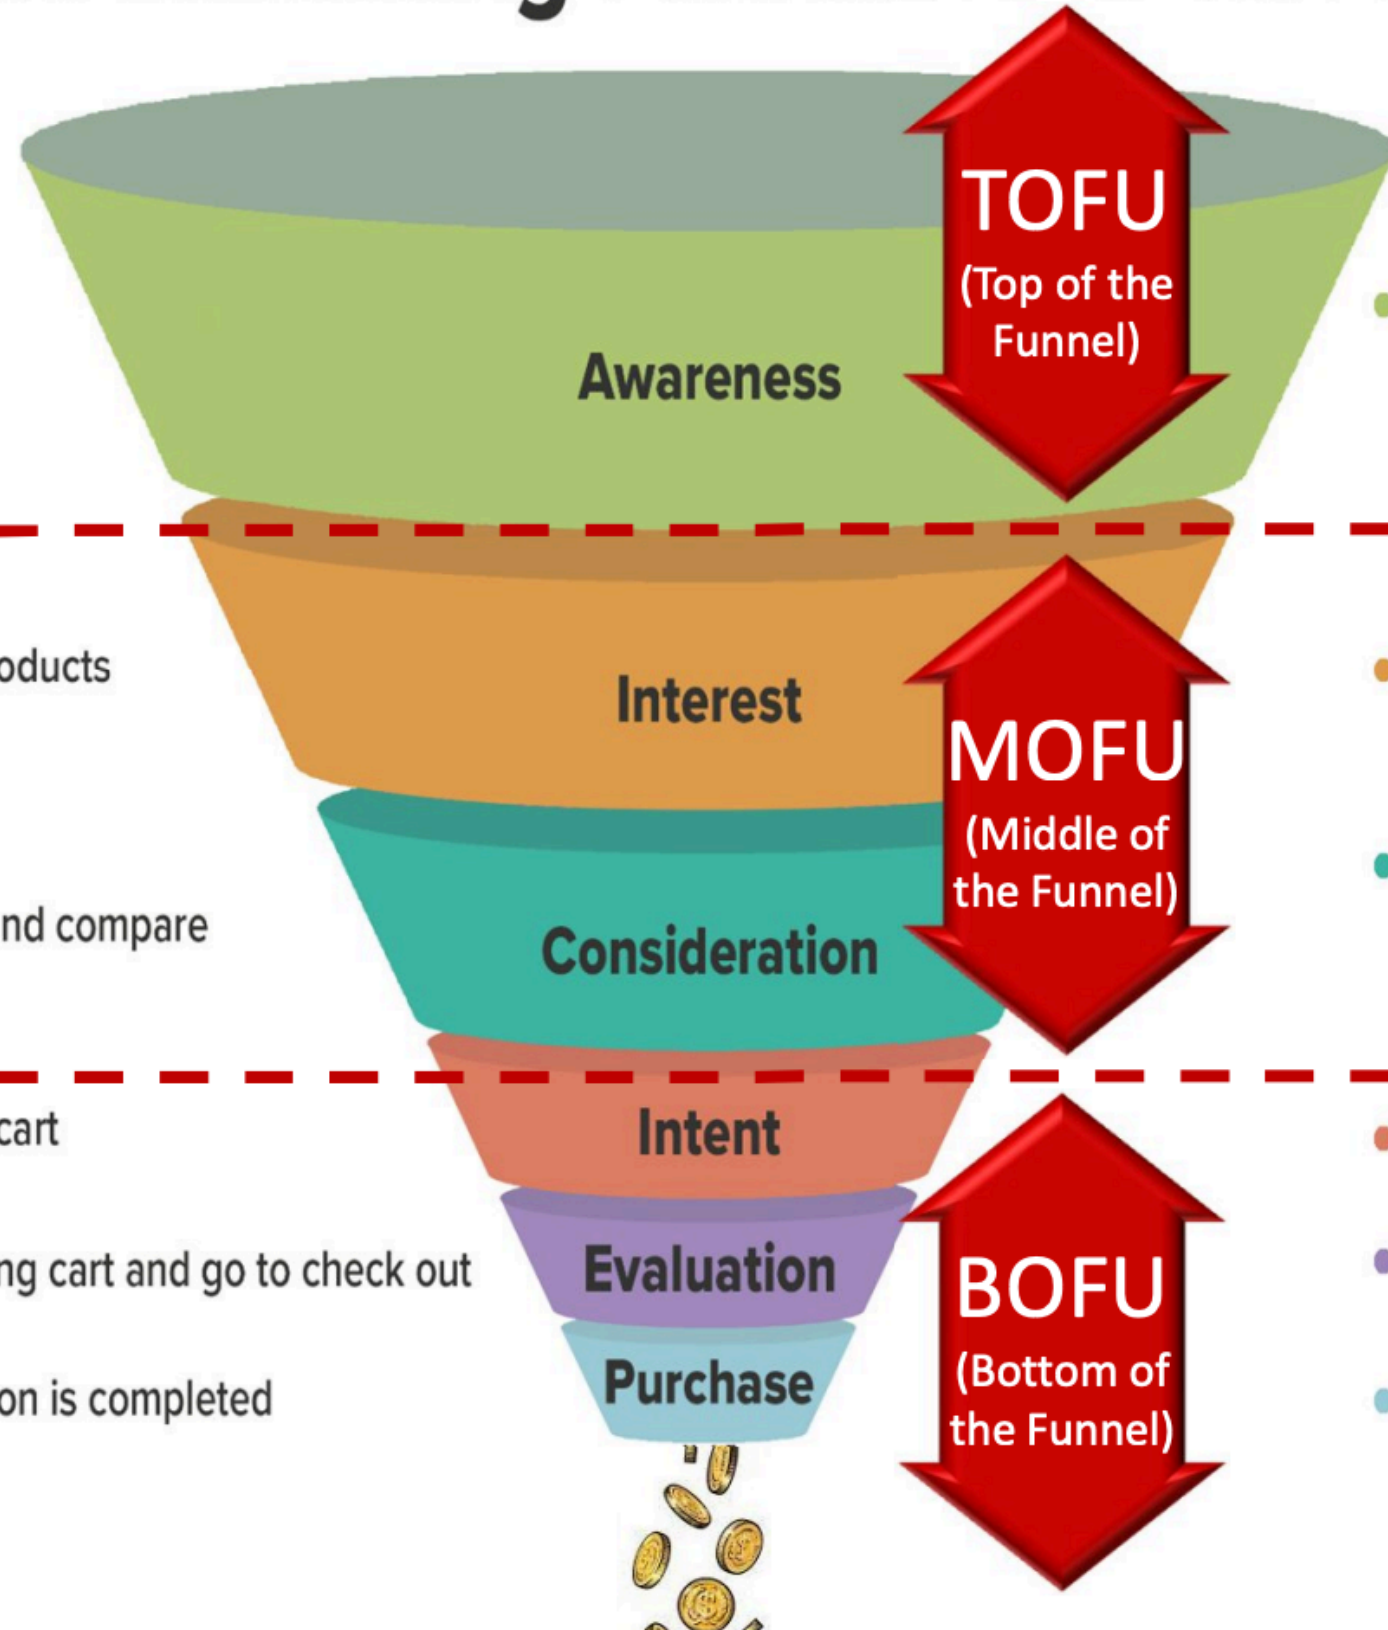 TOFU
(Top of the
Funnel)
Awareness
oducts
Interest
MOFU
(Middle of
the Funnel)
nd compare
Consideration
cart
Intent
ng cart and go to check out
Evaluation
BOFU
(Bottom of
the Funnel)
on is completed
Purchase